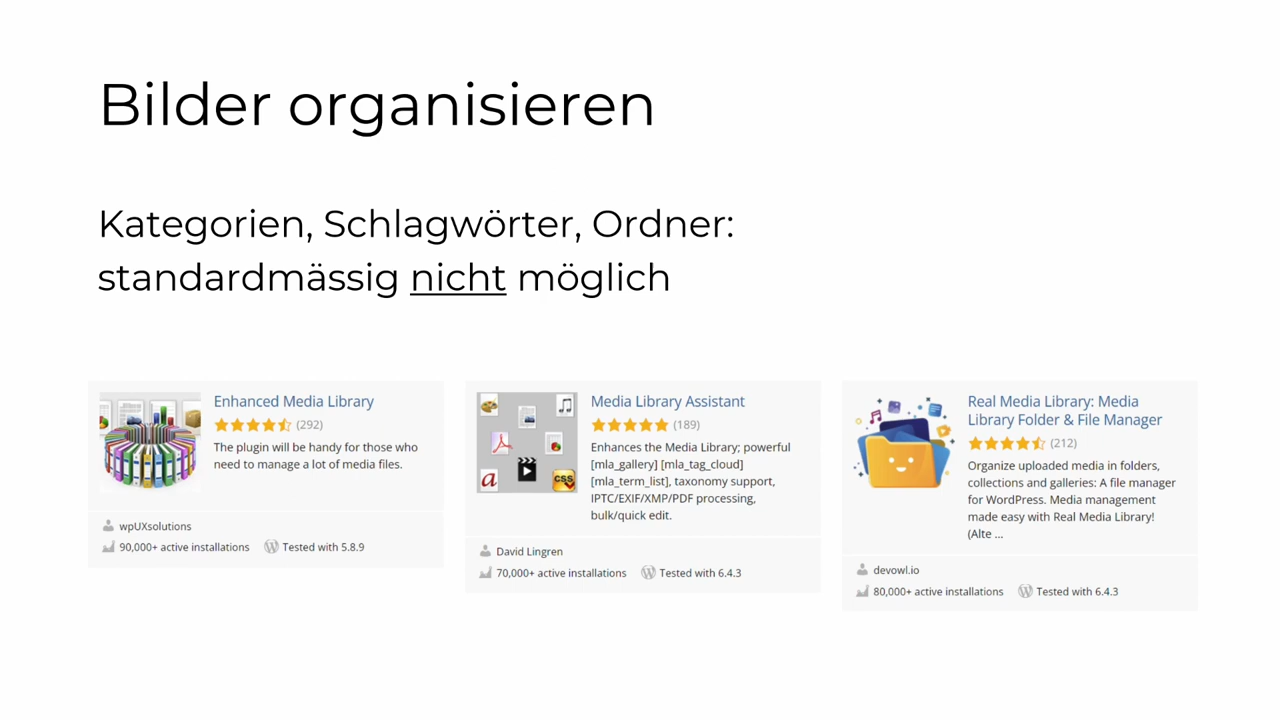 Bilder organisieren
Kategorien, Schlagwörter, Ordner:
standardmässig nicht möglich
Enhanced Media Library
(292)
The plugin will be handy for those who
need to manage a lot of media files.
wpUXsolutions
90,000+ active installations Tested with 5.8.9
Media Library Assistant
(189)
Enhances the Media Library; powerful
[mla_gallery] [mla_tag_cloud]
[mla_term_list], taxonomy support,
IPTC/EXIF/XMP/PDF processing,
bulk/quick edit.
a
CSS
David Lingren
70,000+ active installations Tested with 6.4.3
Real Media Library: Media
Library Folder & File Manager
(212)
Organize uploaded media in folders,
collections and galleries: A file manager
for WordPress. Media management
made easy with Real Media Library!
(Alte ...
devowl.io
80,000+ active installations Tested with 6.4.3